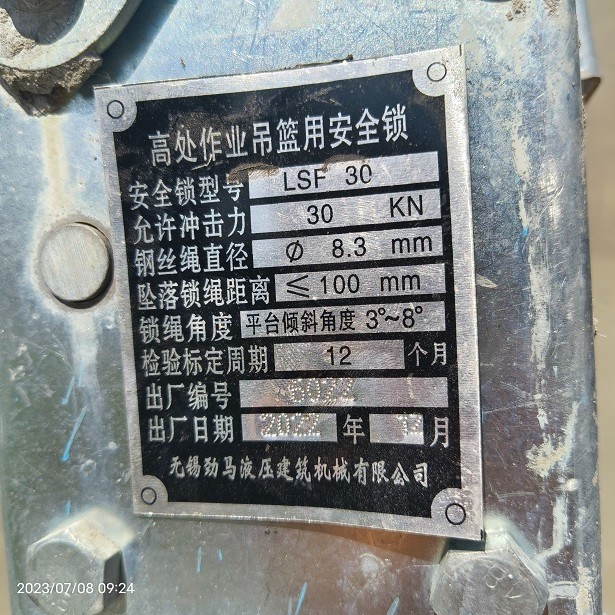 高处作业吊篮用安全锁
安全锁型号 LSF 30
允许冲击力 30 KN
钢丝绳直径 Ø 8.3 mm
坠落锁绳距离 ≤100 mm
锁绳角度 平台倾斜角度 3°~8°
检验标定周期 12 个月
出厂编号 6022
出厂日期 2022 年 月
无锡劲马液压建筑机械有限公司
2023/07/08 09:24